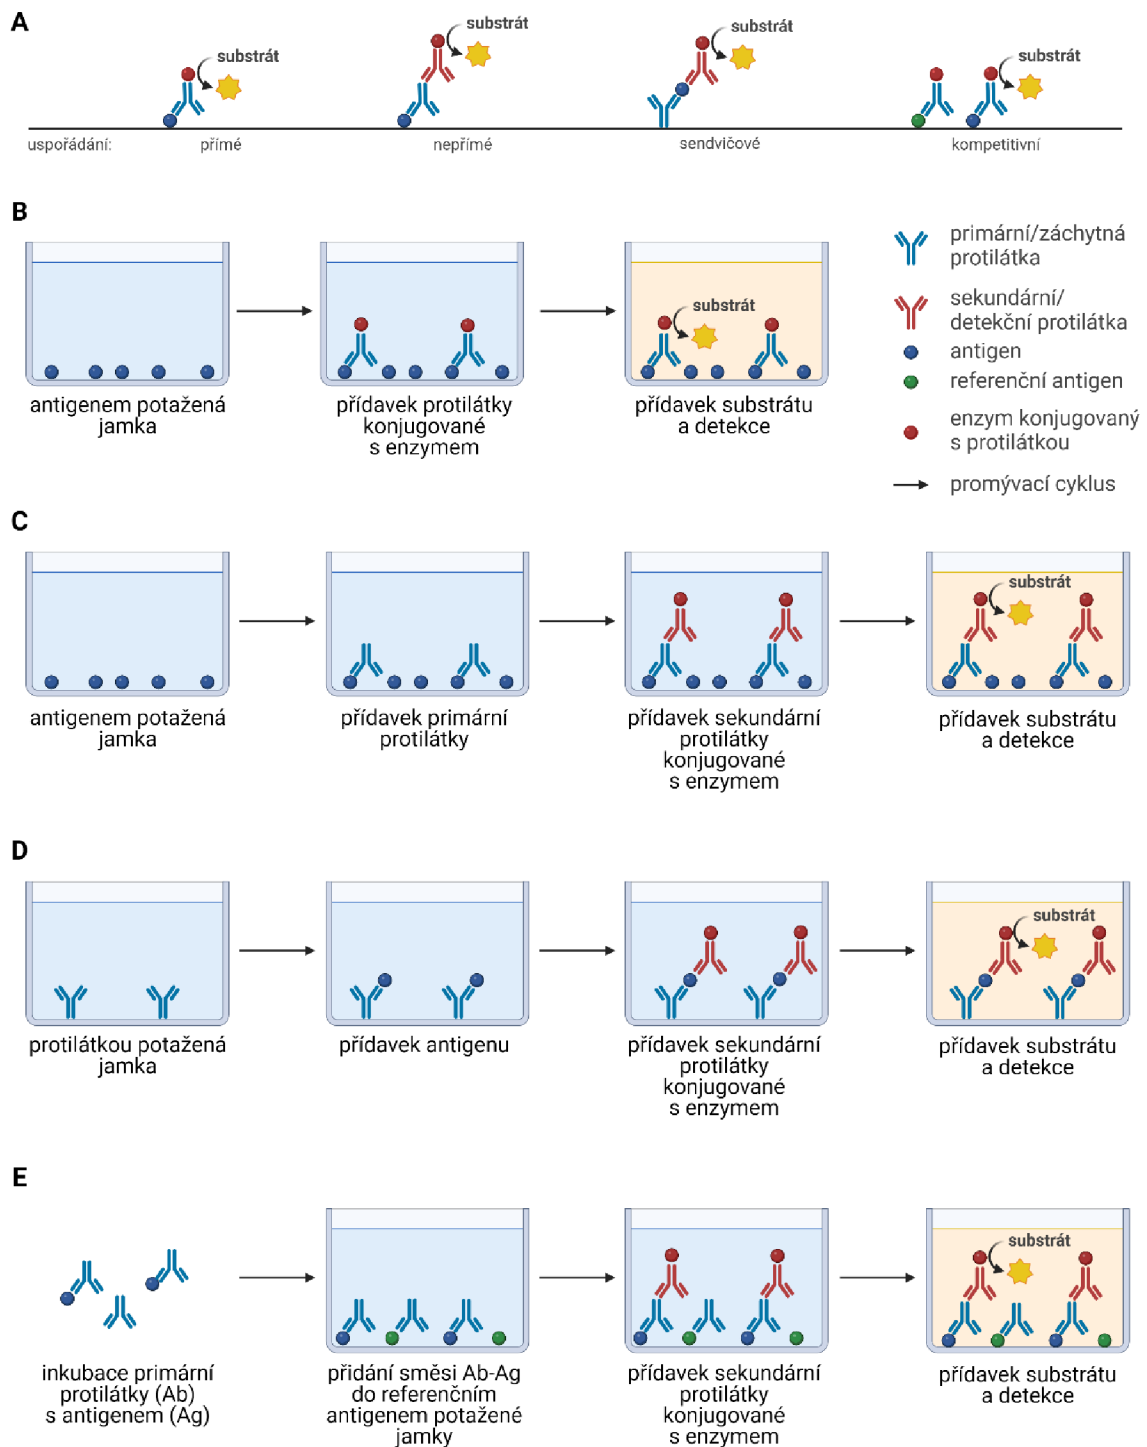 A
substrát
substrát
substrát
substrát
uspořádání:
přímé
nepřímé
sendvičové
kompetitivní
B
substrát
antigenem potažená
jamka
přídavek protilátky
konjugované
s enzymem
přídavek substrátu
a detekce
primární/záchytná
protilátka
sekundární/
detekční protilátka
antigen
referenční antigen
enzym konjugovaný
s protilátkou
promývací cyklus
C
substrát
antigenem potažená
jamka
přídavek primární
protilátky
přídavek sekundární
protilátky
konjugované
s enzymem
přídavek substrátu
a detekce
D
substrát
protilátkou potažená
jamka
přídavek antigenu
přídavek sekundární
protilátky
konjugované
s enzymem
přídavek substrátu
a detekce
E
substrát
inkubace primární
protilátky (Ab)
s antigenem (Ag)
přidání směsi Ab-Ag
do referenčním
antigenem potažené
jamky
přídavek sekundární
protilátky
konjugované
s enzymem
přídavek substrátu
a detekce